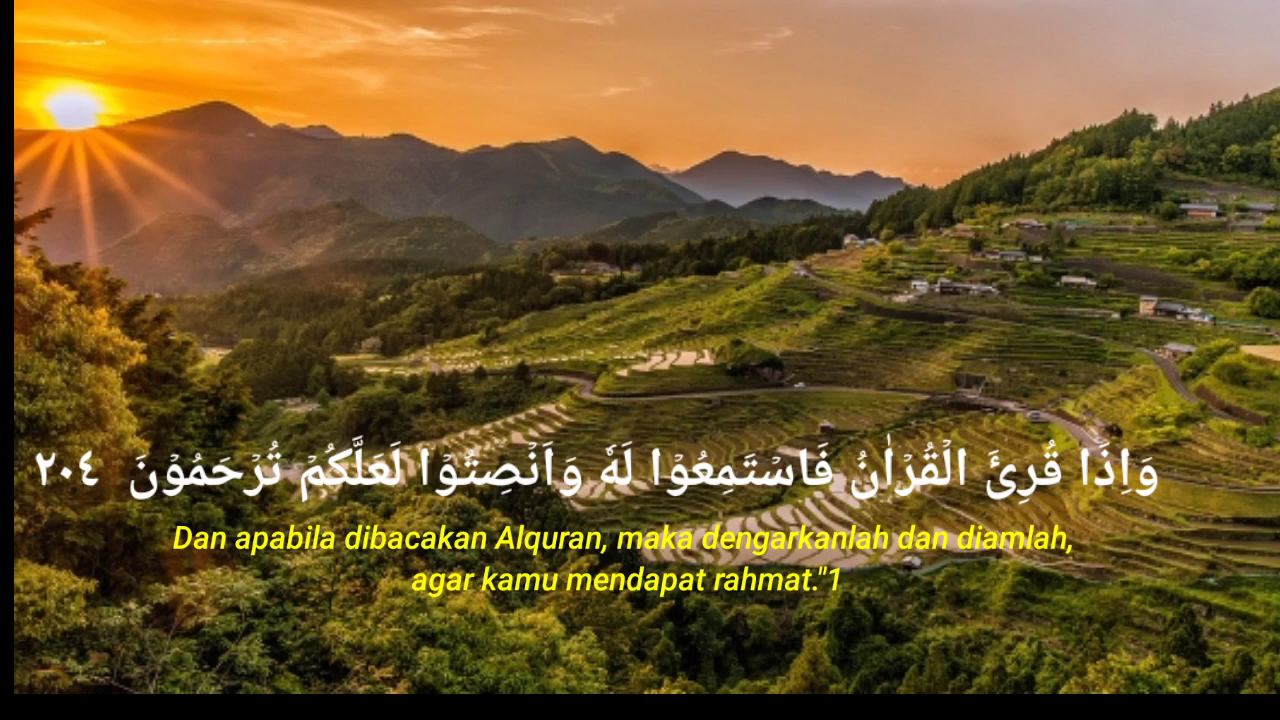 وَاِذَا قُرِئَ الْقُرْاٰنُ فَاسْتَمِعُوْا لَهٗ وَاَنْصِتُوْا لَعَلَّكُمْ تُرْحَمُوْنَ ٢٠٤
Dan apabila dibacakan Alquran, maka dengarkanlah dan diamlah,
agar kamu mendapat rahmat."1